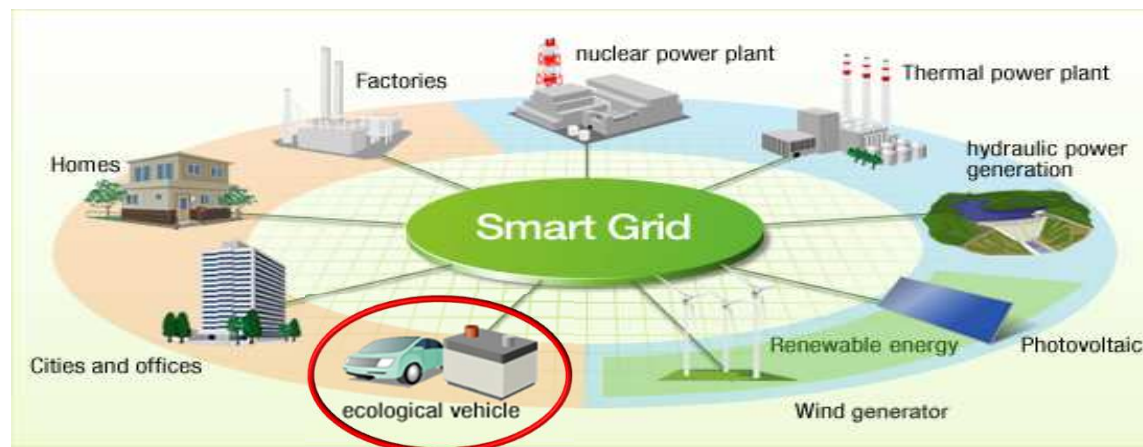 nuclear power plant
Thermal power plant
Factories
hydraulic power
generation
Homes
Smart Grid
Renewable energy
Photovoltaic
Cities and offices
ecological vehicle
Wind generator